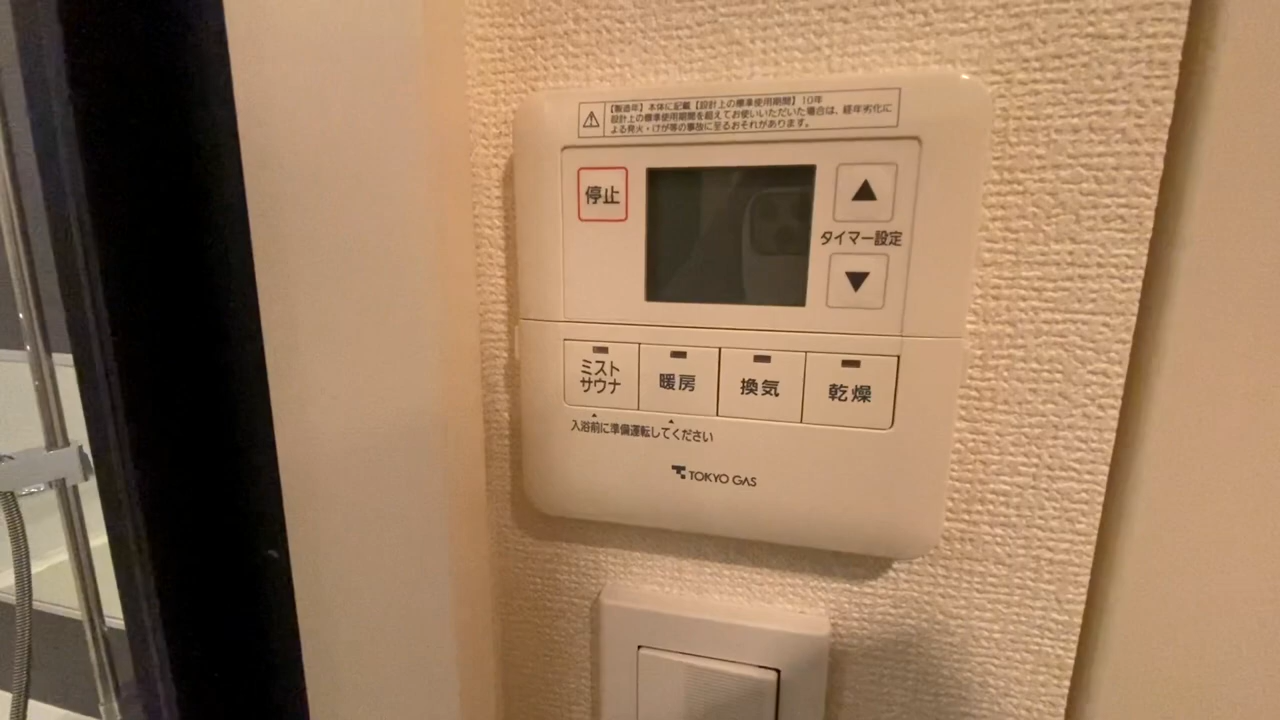 【製造年】本体に記載【設計上の標準使用期間】10年
設計上の標準使用期間を超えてお使いいただいた場合は、経年劣化に
よる発火・けが等の事故に至るおそれがあります。
停止
▲
タイマー設定
▼
ミスト
サウナ
暖房
換気
乾燥
入浴前に準備運転してください
TOKYO GAS